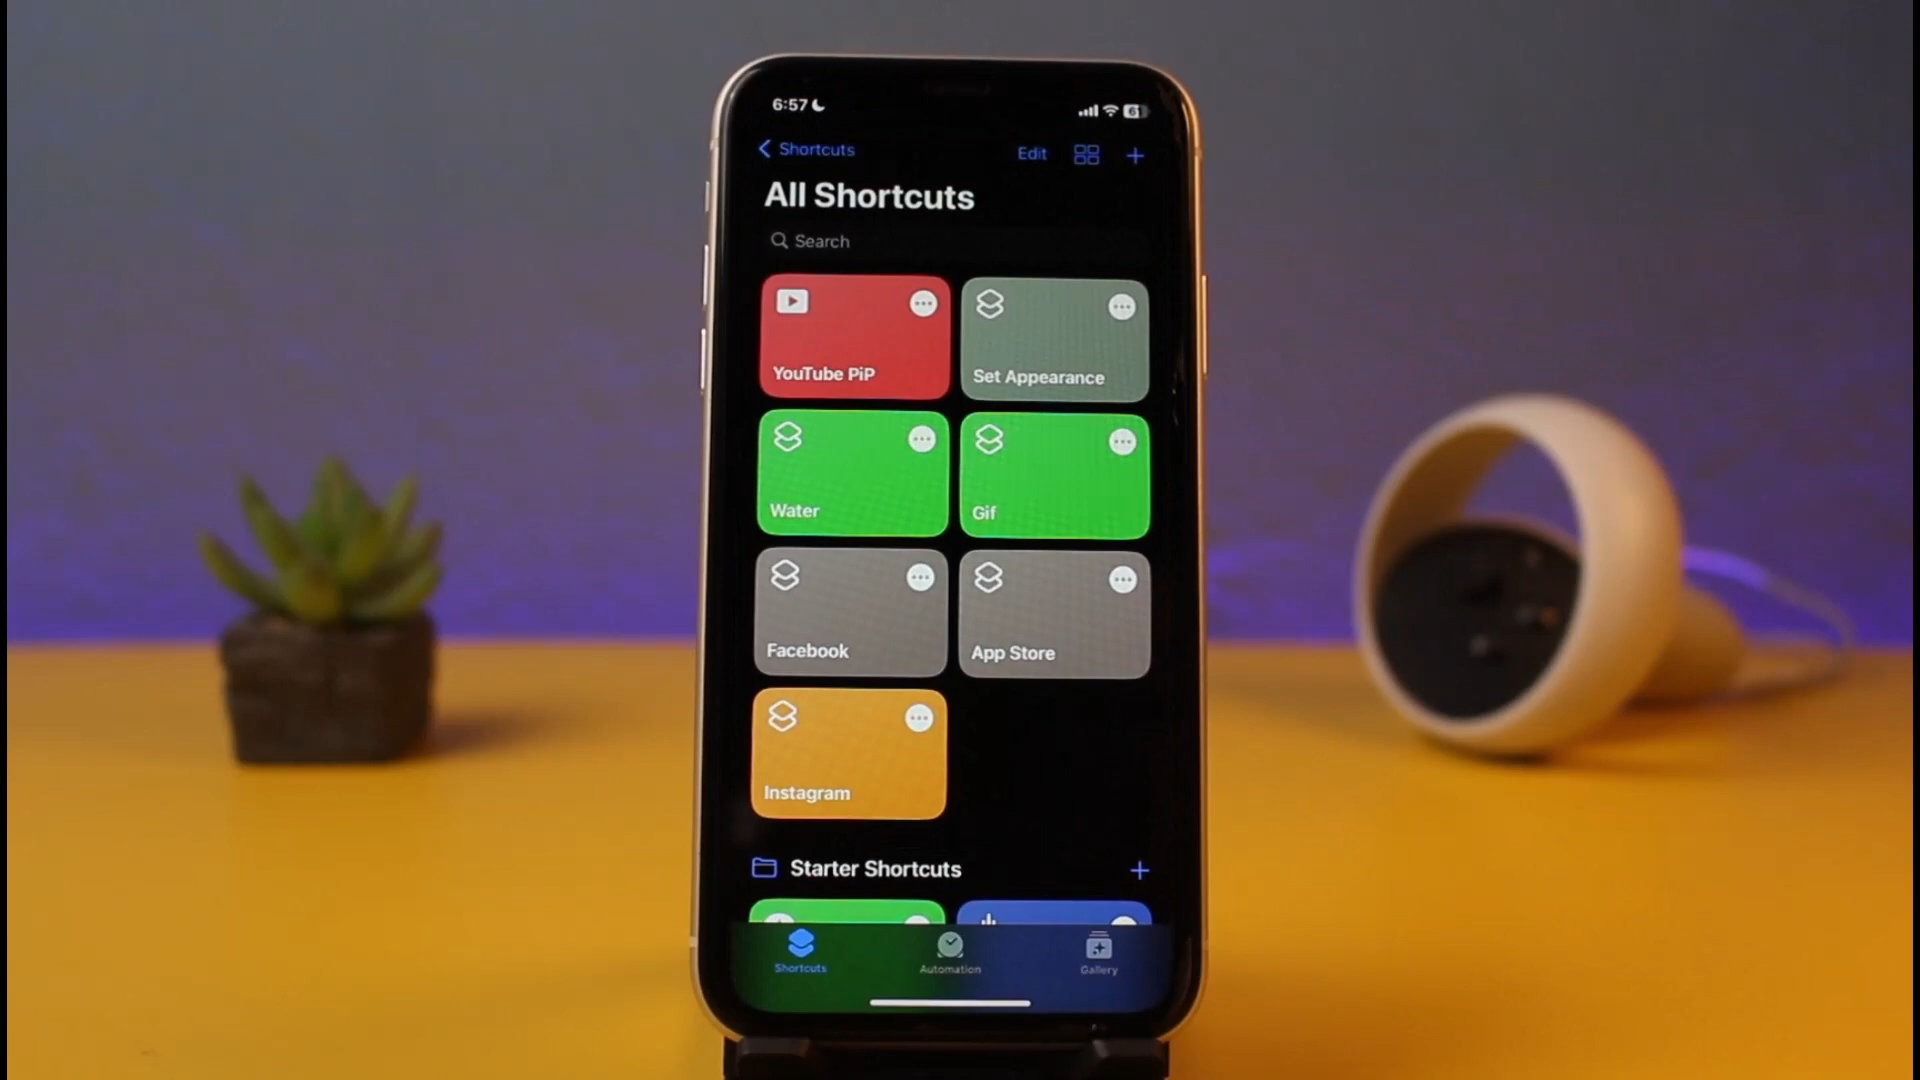 6:57
61
Shortcuts
Edit
All Shortcuts
Search
YouTube PiP
Set Appearance
Water
Gif
Facebook
App Store
Instagram
Starter Shortcuts
Shortcuts
Automation
Gallery